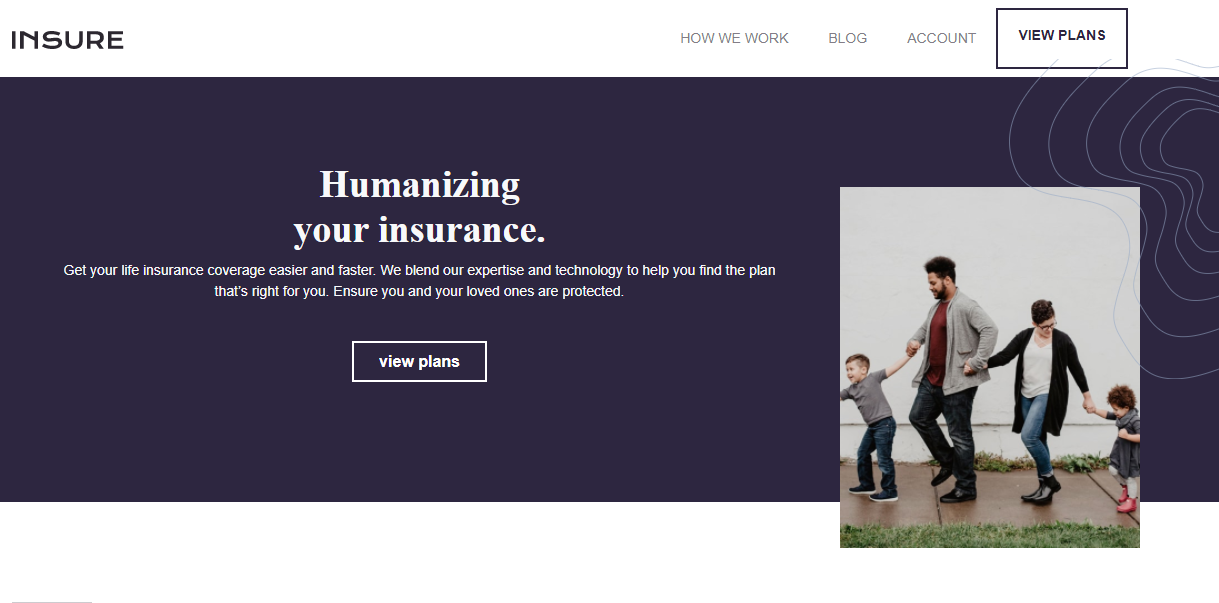 INSURE
HOW WE WORK
BLOG
ACCOUNT
VIEW PLANS
Humanizing
your insurance.
Get your life insurance coverage easier and faster. We blend our expertise and technology to help you find the plan
that’s right for you. Ensure you and your loved ones are protected.
view plans